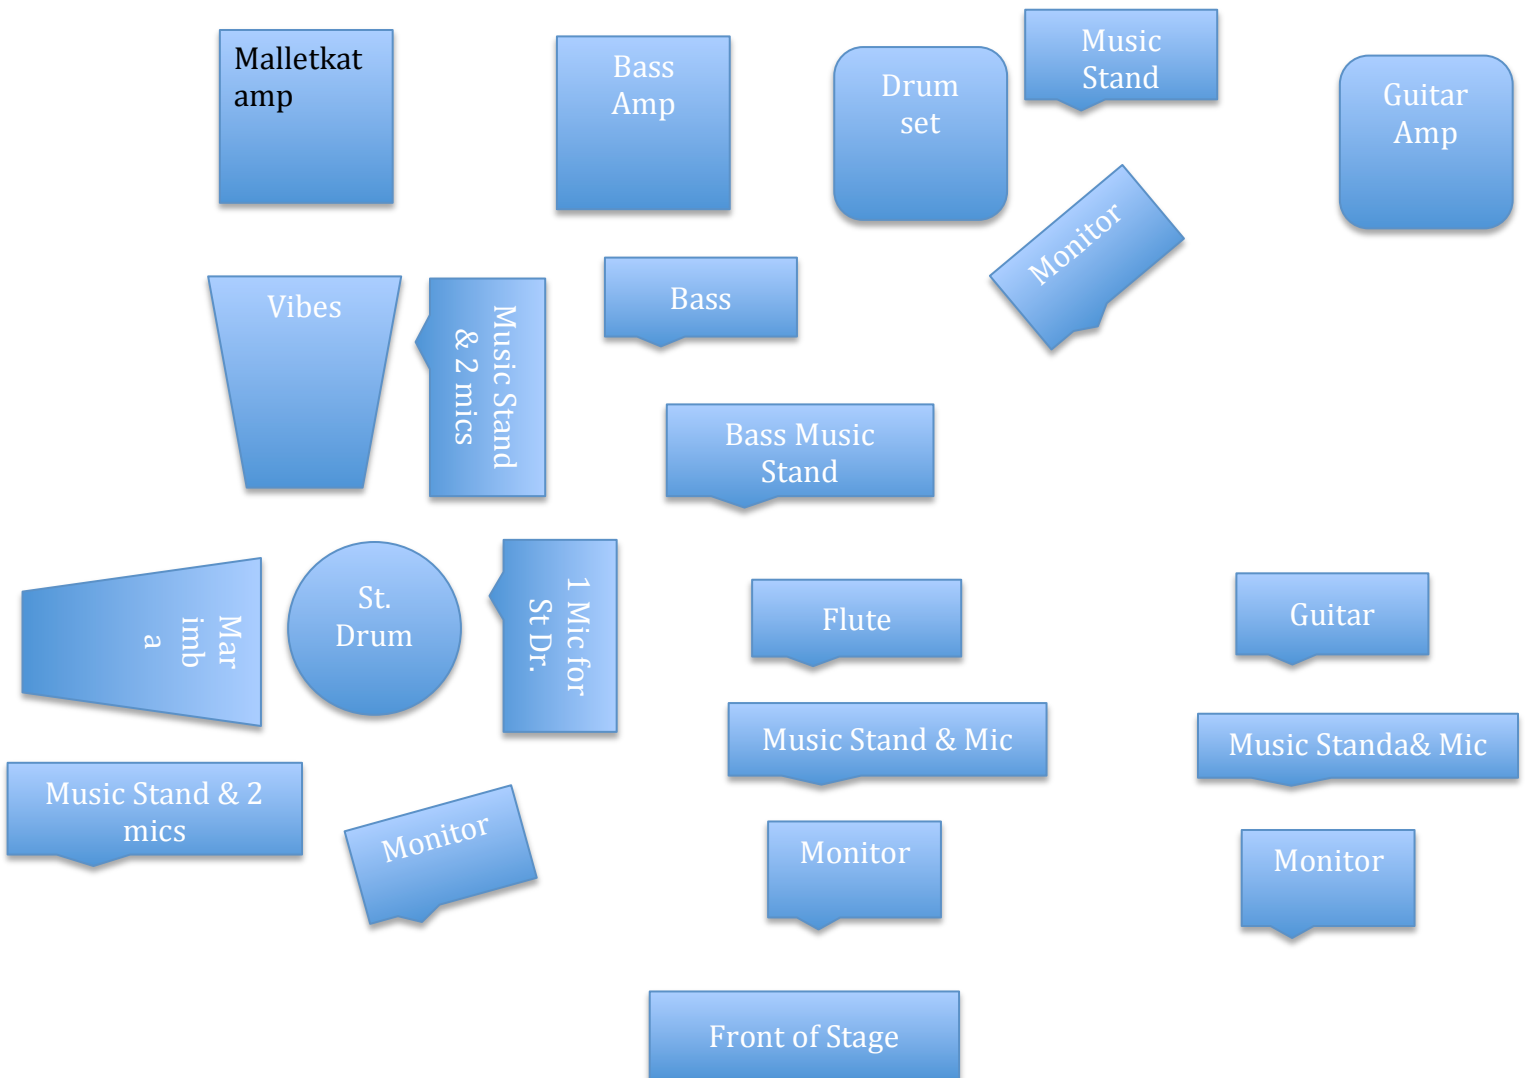 Malletkat
amp
Bass
Amp
Drum
set
Music
Stand
Guitar
Amp
Monitor
Vibes
Music Stand
& 2 mics
Bass
Bass Music
Stand
Mar
imb
a
St.
Drum
1 Mic for
St Dr.
Flute
Guitar
Music Stand & Mic
Music Standa& Mic
Music Stand & 2
mics
Monitor
Monitor
Monitor
Front of Stage